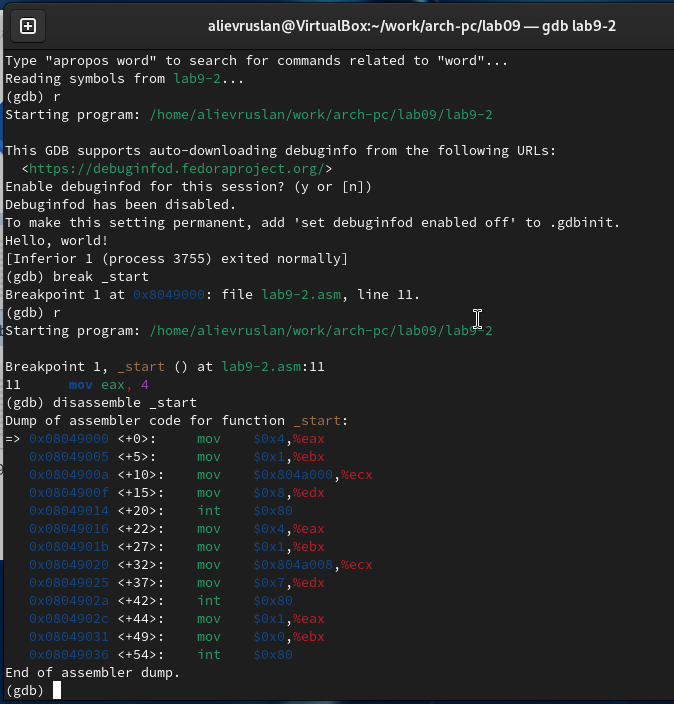 alievruslan@VirtualBox:~/work/arch-pc/lab09 — gdb lab9-2
Type "apropos word" to search for commands related to "word"...
Reading symbols from lab9-2...
(gdb) r
Starting program: /home/alievruslan/work/arch-pc/lab09/lab9-2
This GDB supports auto-downloading debuginfo from the following URLs:
  <https://debuginfod.fedoraproject.org/>
Enable debuginfod for this session? (y or [n])
Debuginfod has been disabled.
To make this setting permanent, add 'set debuginfod enabled off' to .gdbinit.
Hello, world!
[Inferior 1 (process 3755) exited normally]
(gdb) break _start
Breakpoint 1 at 0x8049000: file lab9-2.asm, line 11.
(gdb) r
Starting program: /home/alievruslan/work/arch-pc/lab09/lab9-2
Breakpoint 1, _start () at lab9-2.asm:11
11      mov eax, 4
(gdb) disassemble _start
Dump of assembler code for function _start:
=> 0x08049000 <+0>:     mov    $0x4,%eax
   0x08049005 <+5>:     mov    $0x1,%ebx
   0x0804900a <+10>:    mov    $0x804a000,%ecx
   0x0804900f <+15>:    mov    $0x8,%edx
   0x08049014 <+20>:    int    $0x80
   0x08049016 <+22>:    mov    $0x4,%eax
   0x0804901b <+27>:    mov    $0x1,%ebx
   0x08049020 <+32>:    mov    $0x804a008,%ecx
   0x08049025 <+37>:    mov    $0x7,%edx
   0x0804902a <+42>:    int    $0x80
   0x0804902c <+44>:    mov    $0x1,%eax
   0x08049031 <+49>:    mov    $0x0,%ebx
   0x08049036 <+54>:    int    $0x80
End of assembler dump.
(gdb)